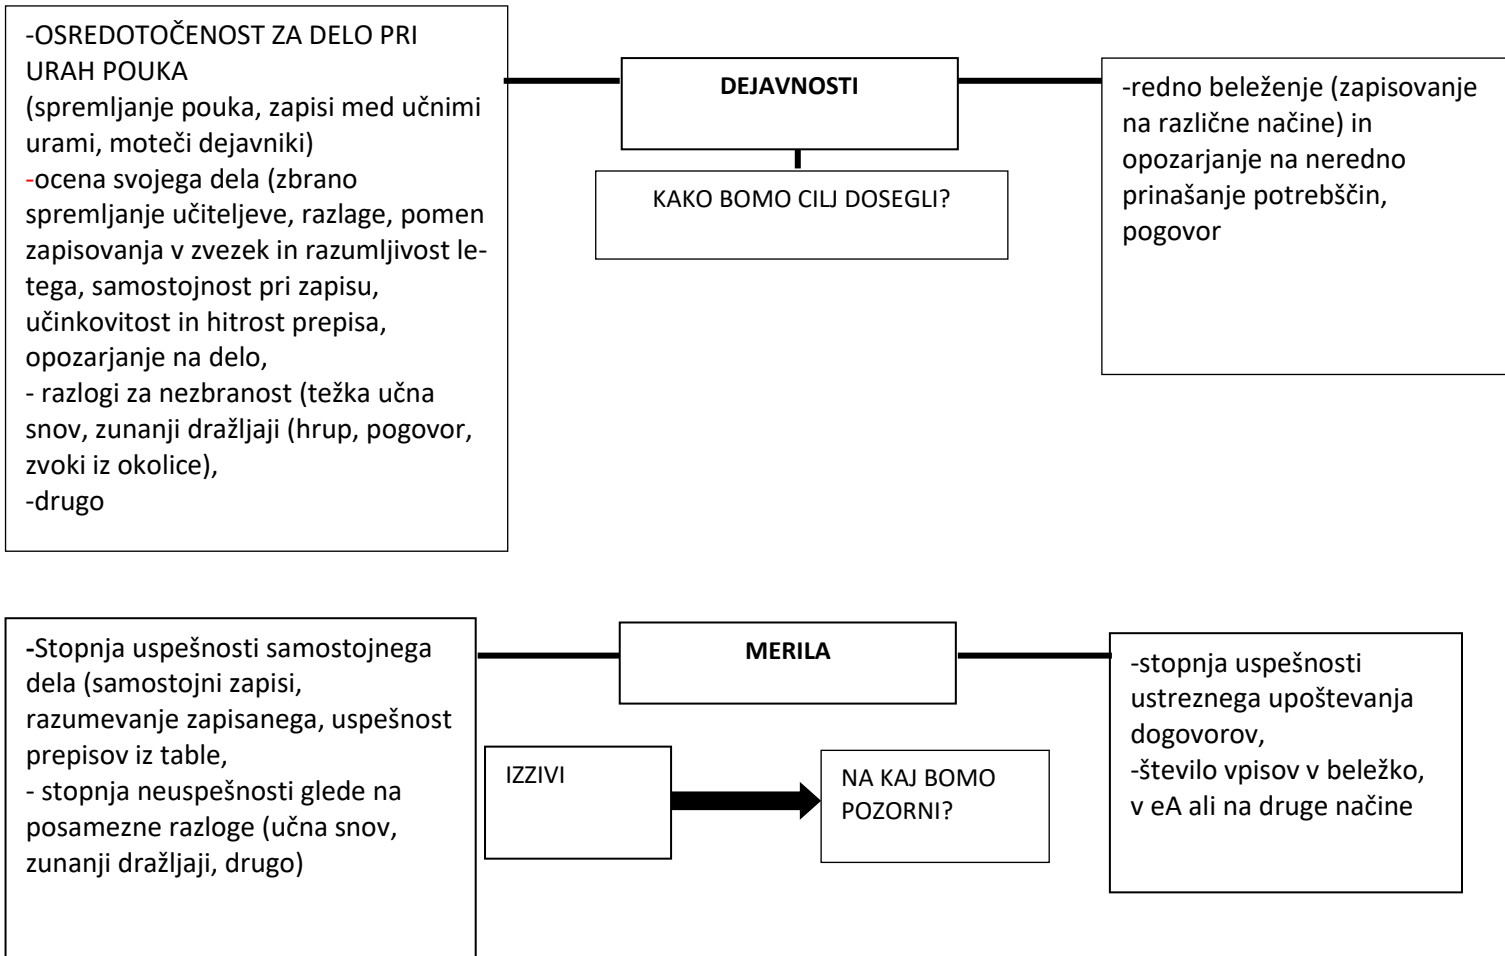 -OSREDOTOČENOST ZA DELO PRI
URAH POUKA
(spremljanje pouka, zapisi med učnimi
urami, moteči dejavniki)
-ocena svojega dela (zbrano
spremljanje učiteljeve, razlage, pomen
zapisovanja v zvezek in razumljivost le-
tega, samostojnost pri zapisu,
učinkovitost in hitrost prepisa,
opozarjanje na delo,
- razlogi za nezbranost (težka učna
snov, zunanji dražljaji (hrup, pogovor,
zvoki iz okolice),
-drugo
DEJAVNOSTI
KAKO BOMO CILJ DOSEGLI?
-redno beleženje (zapisovanje
na različne načine) in
opozarjanje na neredno
prinašanje potrebščin,
pogovor
-Stopnja uspešnosti samostojnega
dela (samostojni zapisi,
razumevanje zapisanega, uspešnost
prepisov iz table,
- stopnja neuspešnosti glede na
posamezne razloge (učna snov,
zunanji dražljaji, drugo)
MERILA
IZZIVI
NA KAJ BOMO
POZORNI?
-stopnja uspešnosti
ustreznega upoštevanja
dogovorov,
-število vpisov v beležko,
v eA ali na druge načine